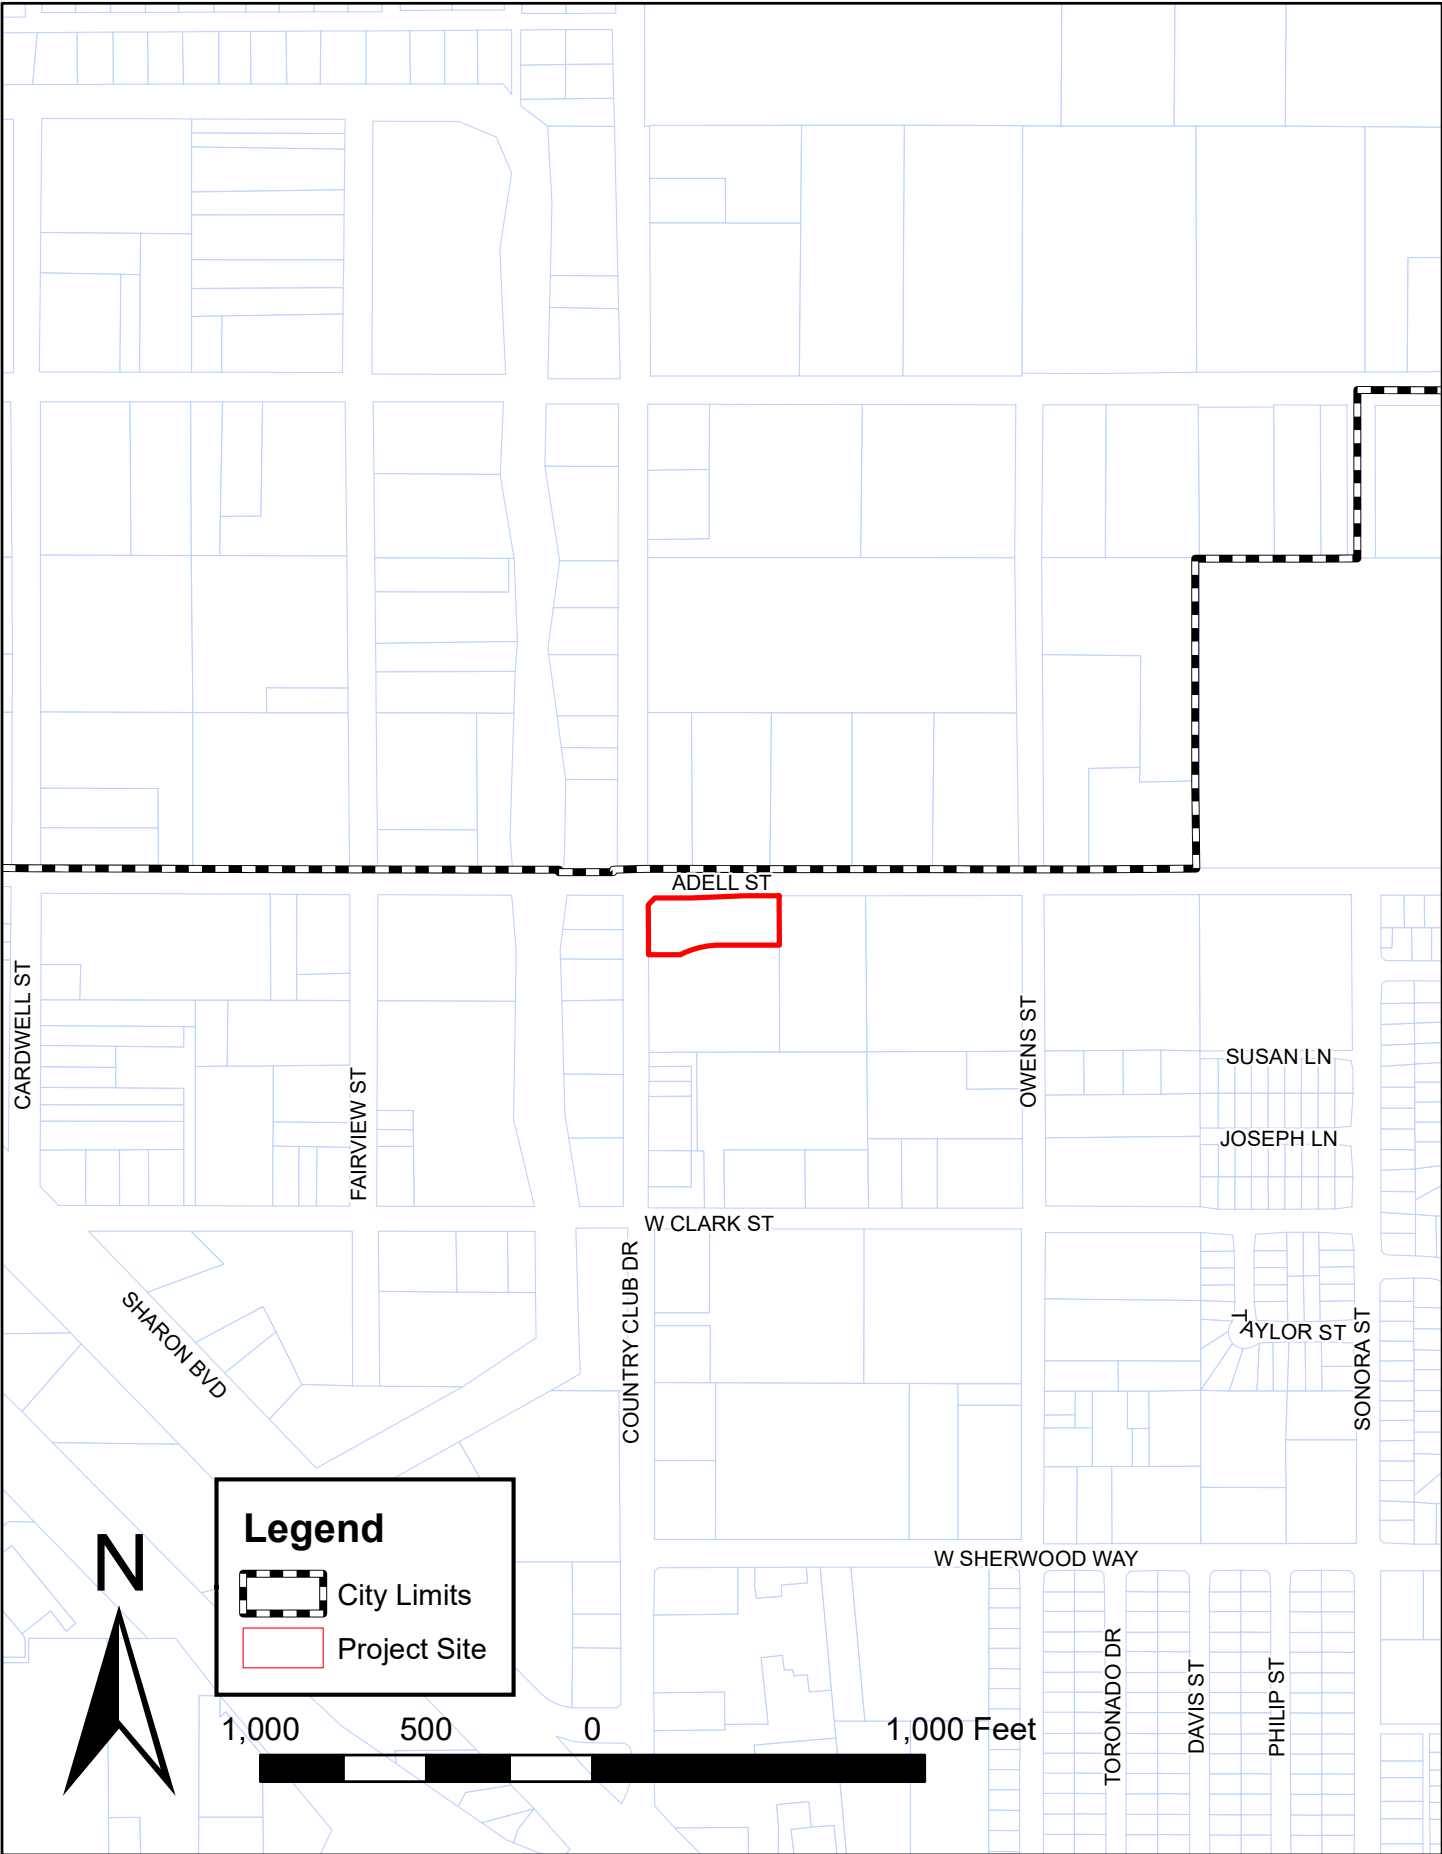 ADELL ST
CARDWELL ST
FAIRVIEW ST
OWENS ST
SUSAN LN
JOSEPH LN
W CLARK ST
SHARON BVD
COUNTRY CLUB DR
TAYLOR ST
SONORA ST
W SHERWOOD WAY
TORONADO DR
DAVIS ST
PHILIP ST
N
Legend
City Limits
Project Site
1,000 500 0 1,000 Feet